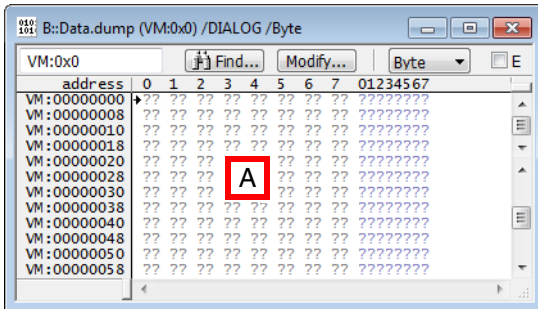 B::Data.dump (VM:0x0) /DIALOG /Byte
VM:0x0 Find... Modify... Byte E
address 0 1 2 3 4 5 6 7 01234567
VM:00000000 ?? ?? ?? ?? ?? ?? ?? ?? ????????
VM:00000008 ?? ?? ?? ?? ?? ?? ?? ?? ????????
VM:00000010 ?? ?? ?? ?? ?? ?? ?? ?? ????????
VM:00000018 ?? ?? ?? ?? ?? ?? ?? ?? ????????
VM:00000020 ?? ?? ?? ?? ?? ?? ????????
VM:00000028 ?? ?? ?? A ?? ?? ?? ????????
VM:00000030 ?? ?? ?? ?? ?? ?? ????????
VM:00000038 ?? ?? ?? ?? ?? ?? ?? ?? ????????
VM:00000040 ?? ?? ?? ?? ?? ?? ?? ?? ????????
VM:00000048 ?? ?? ?? ?? ?? ?? ?? ?? ????????
VM:00000050 ?? ?? ?? ?? ?? ?? ?? ?? ????????
VM:00000058 ?? ?? ?? ?? ?? ?? ?? ?? ????????